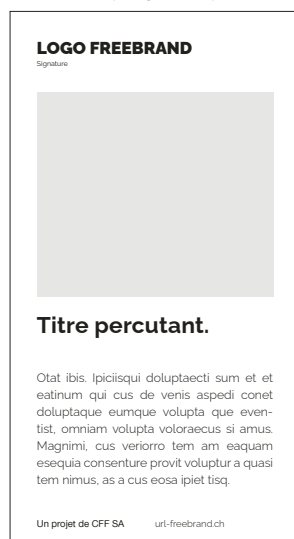 LOGO FREEBRAND
Signature
Titre percutant.
Otat ibis. Ipiciisqui doluptaecti sum et et
eatinum qui cus de venis aspedi conet
doluptaque eumque volupta que even-
tist, omniam volupta voloraecus si amus.
Magnimi, cus veriorro tem am eaquam
esequia consenture provit voluptur a quasi
tem nimus, as a cus eosa ipiet tisq.
Un projet de CFF SA url-freebrand.ch